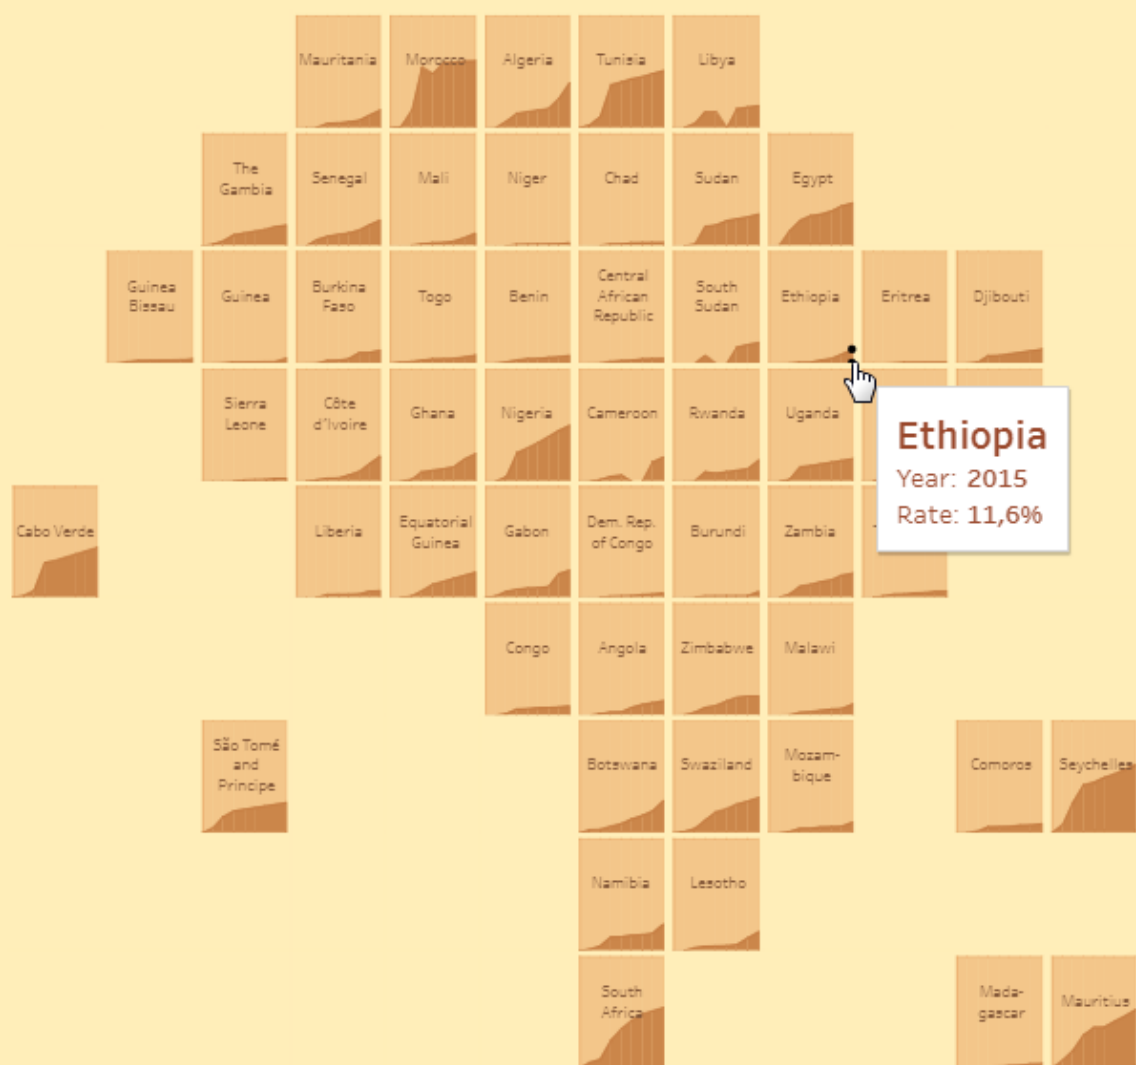 Mauritania
Morocco
Algeria
Tunisia
Libya
The
Gambia
Senegal
Mali
Niger
Chad
Sudan
Egypt
Guinea
Bissau
Guinea
Burkina
Faso
Togo
Benin
Central
African
Republic
South
Sudan
Ethiopia
Eritrea
Djibouti
Sierra
Leone
Côte
d'Ivoire
Ghana
Nigeria
Cameroon
Rwanda
Uganda
Ethiopia
Year: 2015
Rate: 11,6%
Cabo Verde
Liberia
Equatorial
Guinea
Gabon
Dem. Rep.
of Congo
Burundi
Zambia
Congo
Angola
Zimbabwe
Malawi
São Tomé
and
Principe
Botswana
Swaziland
Mozam-
bique
Comoros
Seychelles
Namibia
Lesotho
South
Africa
Mada-
gascar
Mauritius